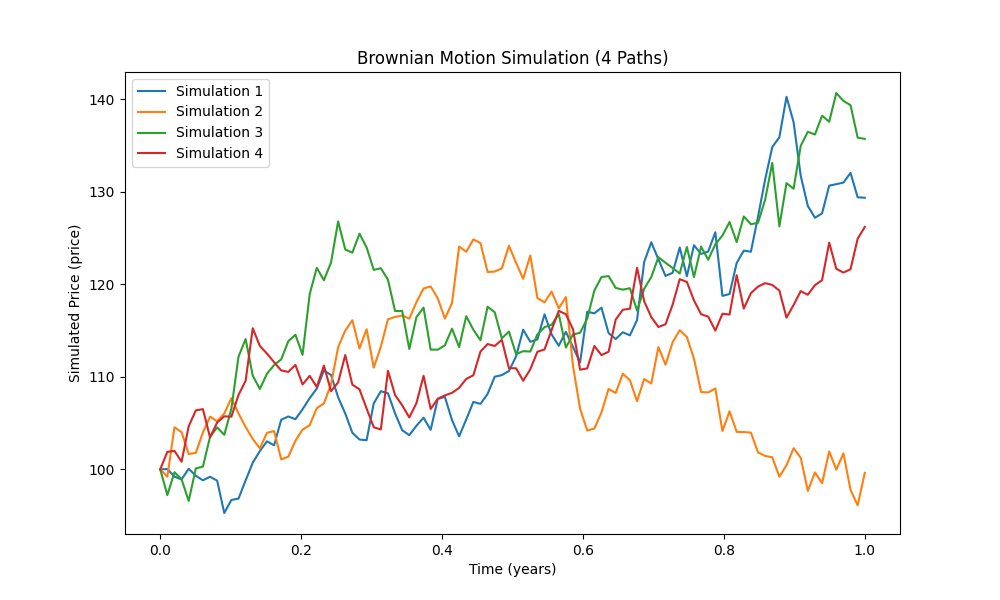 Brownian Motion Simulation (4 Paths)
Simulation 1
Simulation 2
Simulation 3
Simulation 4
Simulated Price (price)
140
130
120
110
100
0.0
0.2
0.4
0.6
0.8
1.0
Time (years)